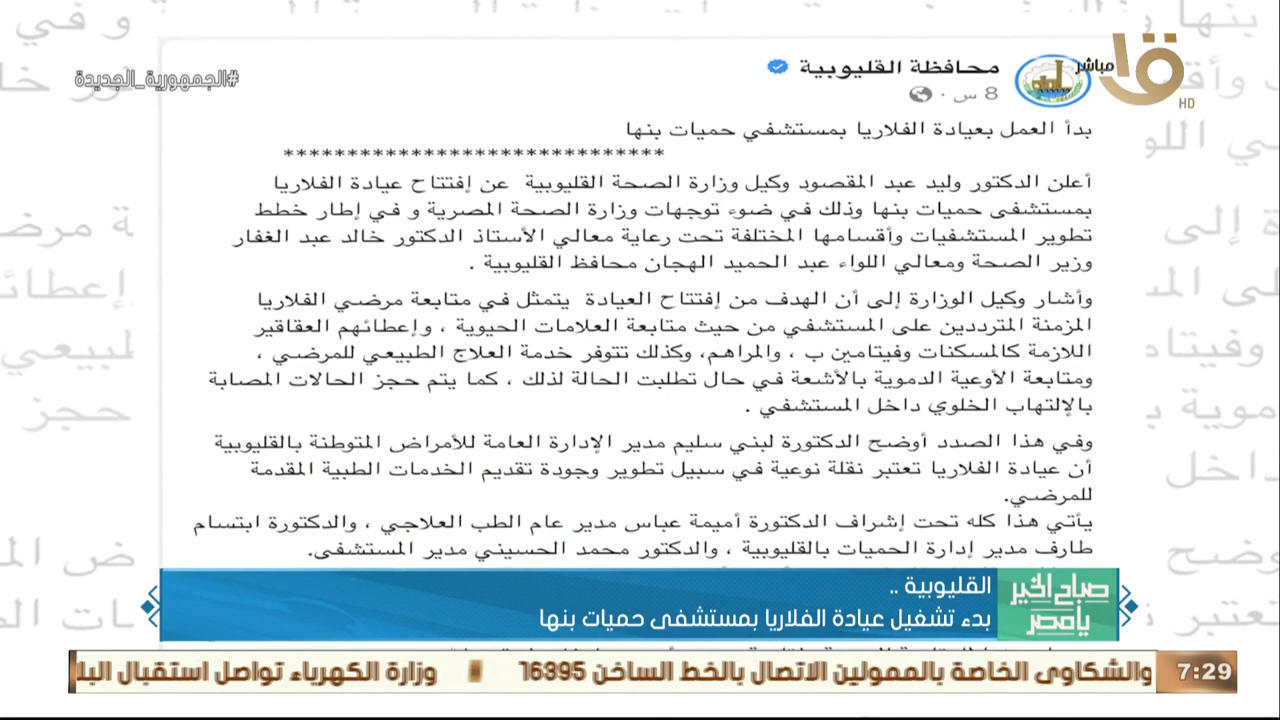 #الجمهورية_الجديدة
مباشر
HD
محافظة القليوبية
8 س ·
بدأ العمل بعيادة الفلاريا بمستشفي حميات بنها
******************************
أعلن الدكتور وليد عبد المقصود وكيل وزارة الصحة القليوبية عن إفتتاح عيادة الفلاريا
بمستشفى حميات بنها وذلك في ضوء توجهات وزارة الصحة المصرية و في إطار خطط
تطوير المستشفيات وأقسامها المختلفة تحت رعاية معالي الأستاذ الدكتور خالد عبد الغفار
وزير الصحة ومعالي اللواء عبد الحميد الهجان محافظ القليوبية .
وأشار وكيل الوزارة إلى أن الهدف من إفتتاح العيادة يتمثل في متابعة مرضي الفلاريا
المزمنة المترددين على المستشفي من حيث متابعة العلامات الحيوية ، وإعطائهم العقاقير
اللازمة كالمسكنات وفيتامين ب ، والمراهم، وكذلك تتوفر خدمة العلاج الطبيعي للمرضي ،
ومتابعة الأوعية الدموية بالأشعة في حال تطلبت الحالة لذلك ، كما يتم حجز الحالات المصابة
بالإلتهاب الخلوي داخل المستشفي .
وفي هذا الصدد أوضح الدكتورة لبني سليم مدير الإدارة العامة للأمراض المتوطنة بالقليوبية
أن عيادة الفلاريا تعتبر نقلة نوعية في سبيل تطوير وجودة تقديم الخدمات الطبية المقدمة
للمرضي.
يأتي هذا كله تحت إشراف الدكتورة أميمة عباس مدير عام الطب العلاجي ، والدكتورة ابتسام
طارف مدير إدارة الحميات بالقليوبية ، والدكتور محمد الحسيني مدير المستشفى.
صباح الخير
يا مصر
القليوبية ..
بدء تشغيل عيادة الفلاريا بمستشفى حميات بنها
7:29
والشكاوى الخاصة بالممولين الاتصال بالخط الساخن 16395 وزارة الكهرباء تواصل استقبال